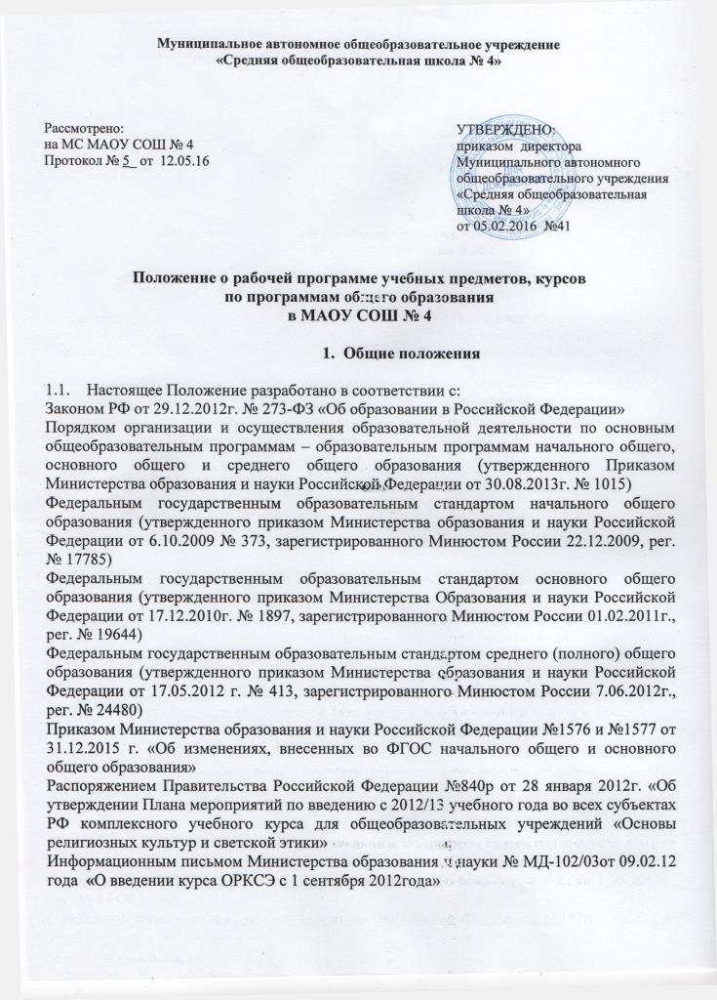 Муниципальное автономное общеобразовательное учреждение
«Средняя общеобразовательная школа № 4»
Рассмотрено:
на МС МАОУ СОШ № 4
Протокол № 5_ от 12.05.16
УТВЕРЖДЕНО:
приказом директора
Муниципального автономного
общеобразовательного учреждения
«Средняя общеобразовательная
школа № 4»
от 05.02.2016 №41
ДЛЯ
ДОКУМЕНТОВ
Положение о рабочей программе учебных предметов, курсов
по программам общего образования
в МАОУ СОШ № 4
1. Общие положения
1.1. Настоящее Положение разработано в соответствии с:
Законом РФ от 29.12.2012г. № 273-ФЗ «Об образовании в Российской Федерации»
Порядком организации и осуществления образовательной деятельности по основным
общеобразовательным программам – образовательным программам начального общего,
основного общего и среднего общего образования (утвержденного Приказом
Министерства образования и науки Российской Федерации от 30.08.2013г. № 1015)
Федеральным государственным образовательным стандартом начального общего
образования (утвержденного приказом Министерства образования и науки Российской
Федерации от 6.10.2009 № 373, зарегистрированного Минюстом России 22.12.2009, рег.
№ 17785)
Федеральным государственным образовательным стандартом основного общего
образования (утвержденного приказом Министерства Образования и науки Российской
Федерации от 17.12.2010г. № 1897, зарегистрированного Минюстом России 01.02.2011г.,
рег. № 19644)
Федеральным государственным образовательным стандартом среднего (полного) общего
образования (утвержденного приказом Министерства образования и науки Российской
Федерации от 17.05.2012 г. № 413, зарегистрированного Минюстом России 7.06.2012г.,
рег. № 24480)
Приказом Министерства образования и науки Российской Федерации №1576 и №1577 от
31.12.2015 г. «Об изменениях, внесенных во ФГОС начального общего и основного
общего образования»
Распоряжением Правительства Российской Федерации №840р от 28 января 2012г. «Об
утверждении Плана мероприятий по введению с 2012/13 учебного года во всех субъектах
РФ комплексного учебного курса для общеобразовательных учреждений «Основы
религиозных культур и светской этики»
Информационным письмом Министерства образования и науки № МД-102/03от 09.02.12
года «О введении курса ОРКСЭ с 1 сентября 2012года»